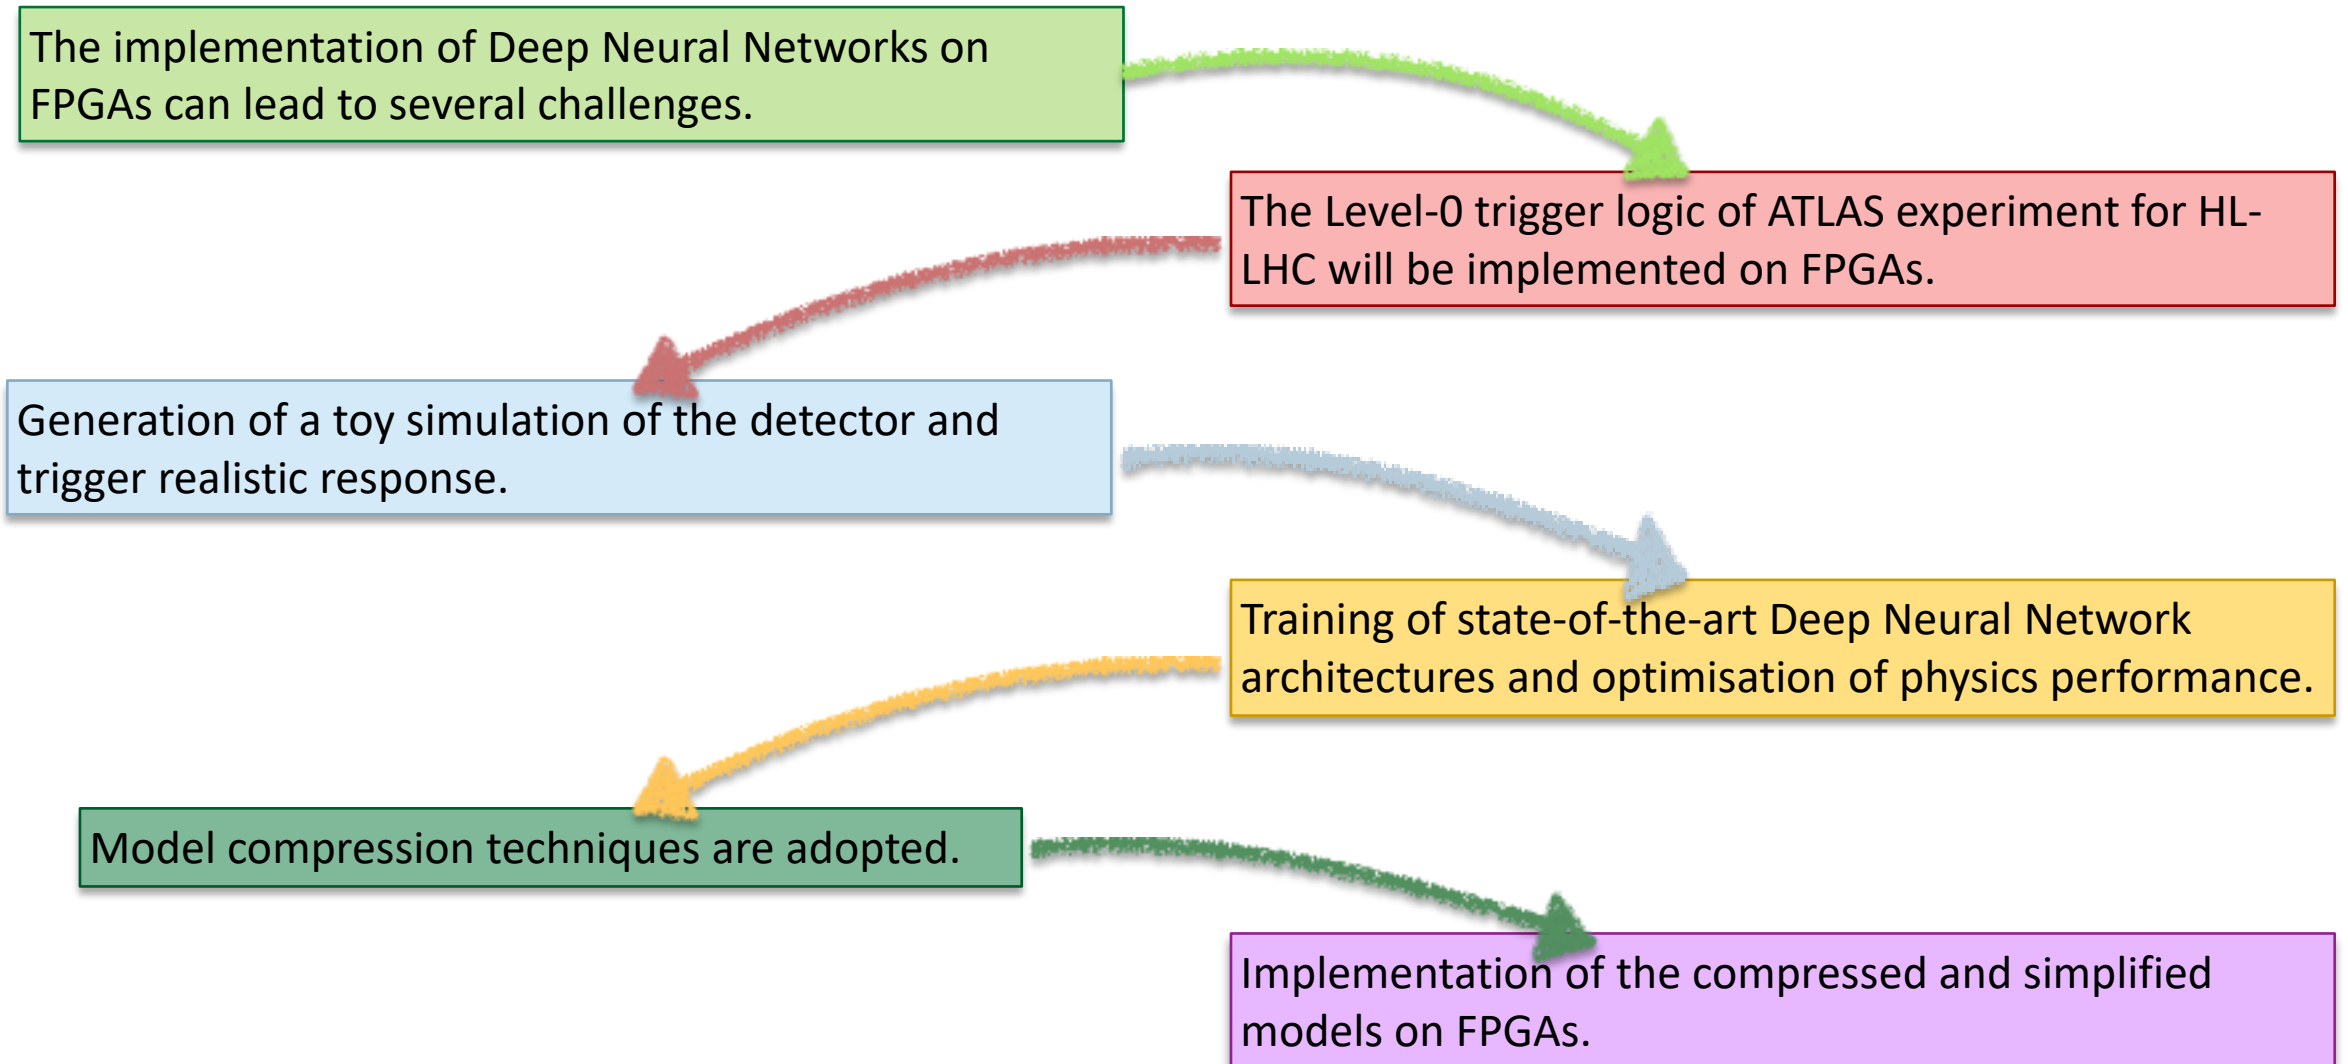 The implementation of Deep Neural Networks on
FPGAs can lead to several challenges.
The Level-0 trigger logic of ATLAS experiment for HL-
LHC will be implemented on FPGAs.
Generation of a toy simulation of the detector and
trigger realistic response.
Training of state-of-the-art Deep Neural Network
architectures and optimisation of physics performance.
Model compression techniques are adopted.
Implementation of the compressed and simplified
models on FPGAs.